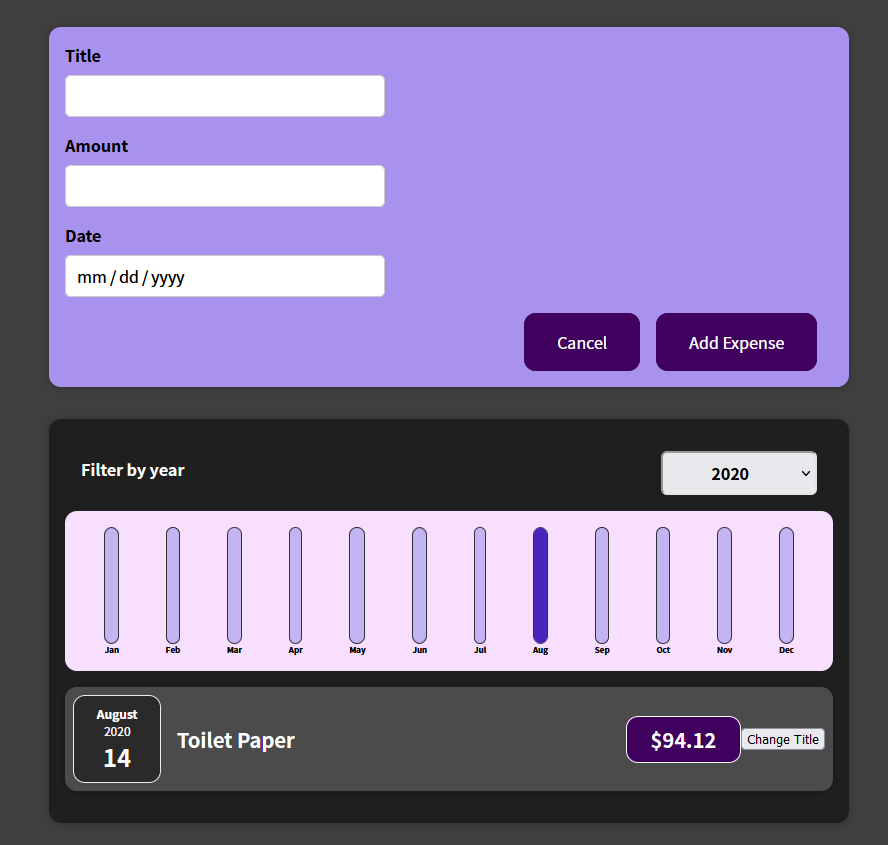 Title
Amount
Date
mm / dd / yyyy
Cancel Add Expense
Filter by year 2020
Jan Feb Mar Apr May Jun Jul Aug Sep Oct Nov Dec
August
2020
14
Toilet Paper $94.12 Change Title